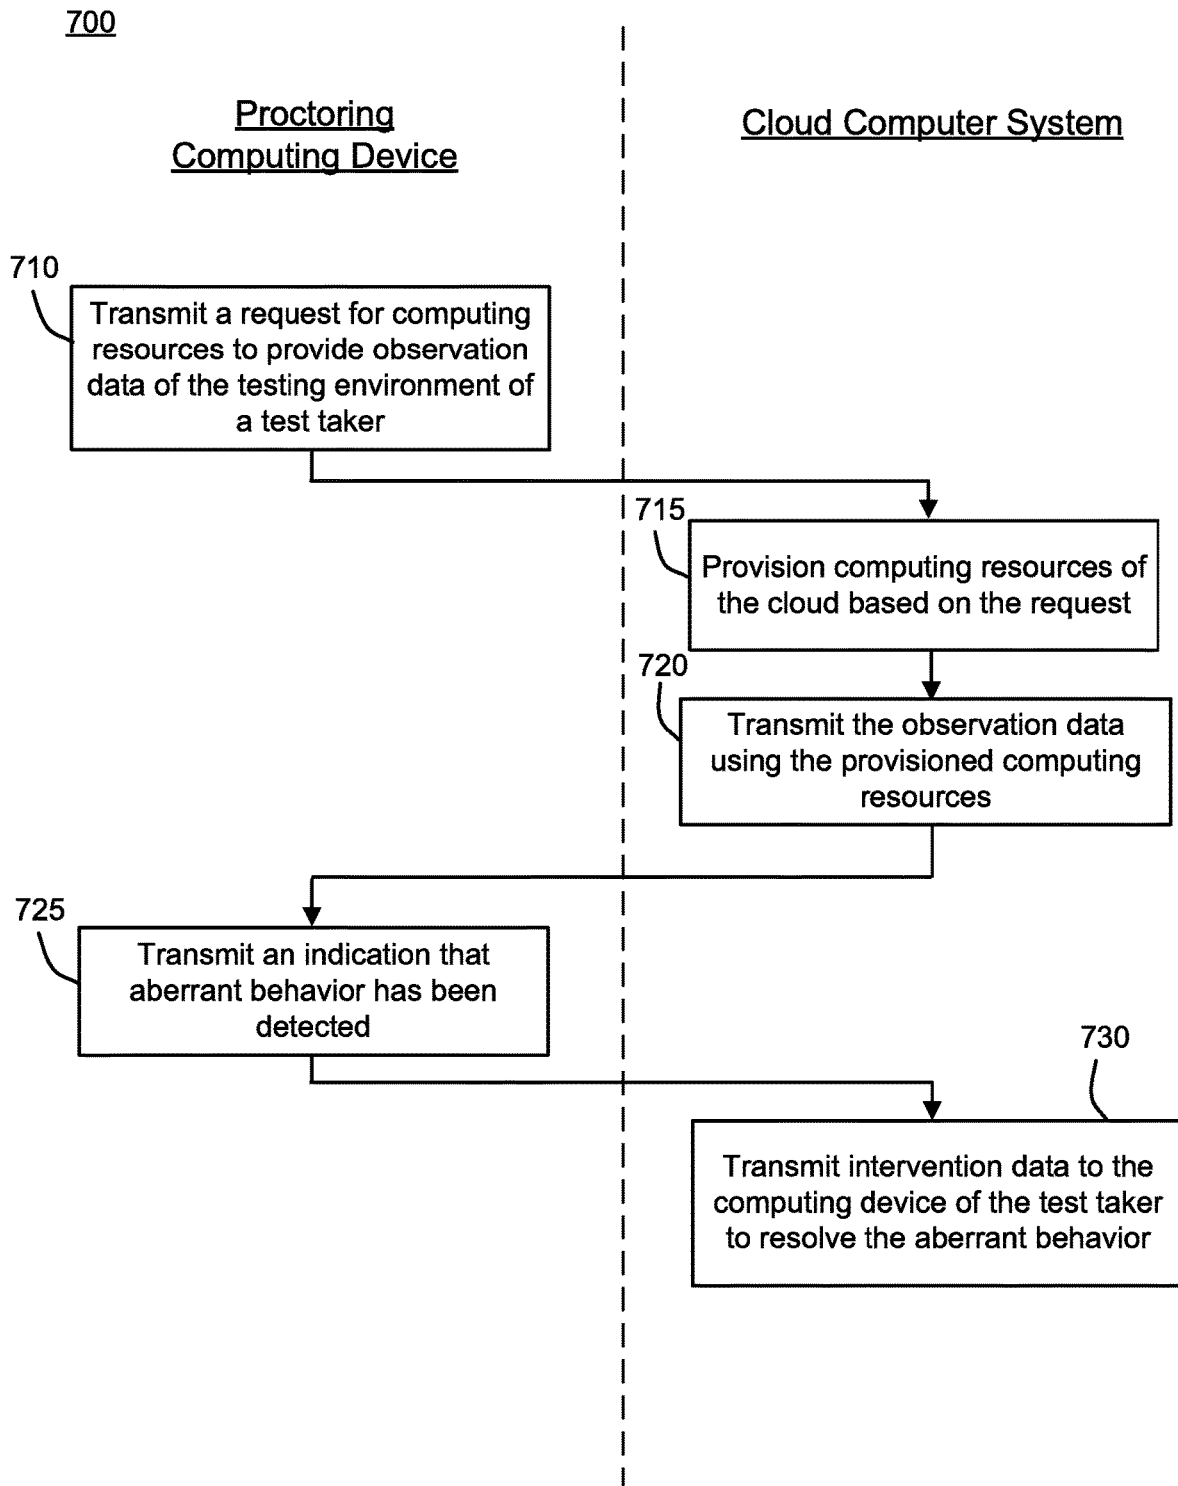 700
Proctoring
Computing Device
Cloud Computer System
710
Transmit a request for computing
resources to provide observation
data of the testing environment of
a test taker
715
Provision computing resources of
the cloud based on the request
720
Transmit the observation data
using the provisioned computing
resources
725
Transmit an indication that
aberrant behavior has been
detected
730
Transmit intervention data to the
computing device of the test taker
to resolve the aberrant behavior